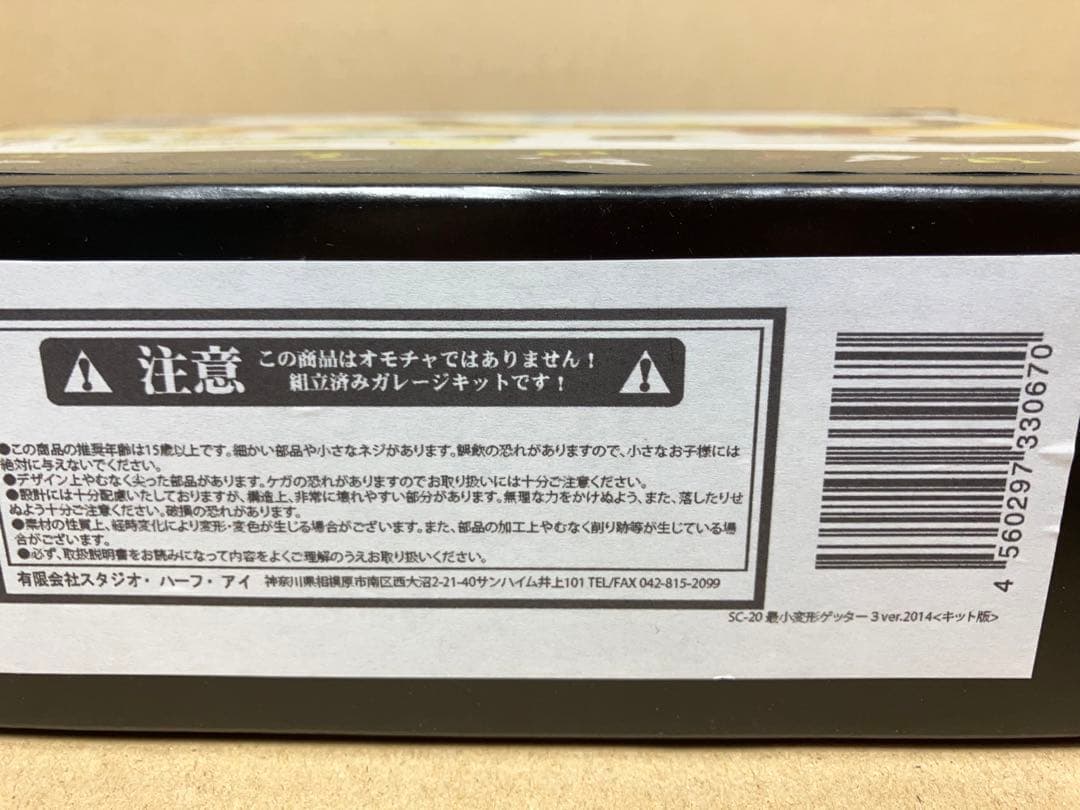 注意
この商品はオモチャではありません！
組立済みガレージキットです！
●この商品の推奨年齢は15歳以上です。細かい部品や小さなネジがあります。誤飲の恐れがありますので、小さなお子様には
絶対に与えないでください。
●デザイン上やむなく尖った部品があります。ケガの恐れがありますのでお取り扱いには十分ご注意ください。
●設計には十分配慮いたしておりますが、構造上、非常に壊れやすい部分があります。無理な力をかけぬよう、また、落したりせ
ぬよう十分ご注意ください。破損の恐れがあります。
●素材の性質上、経時変化により変形・変色が生じる場合がございます。また、部品の加工上やむなく削り跡等が生じている場
合がございます。
●必ず、取扱説明書をお読みになって内容をよくご理解のうえお取り扱いください。
有限会社スタジオ・ハーフ・アイ 神奈川県相模原市南区西大沼2-21-40サンハイム井上101 TEL/FAX 042-815-2099
SC-20 最小変形ゲッター３ver.2014<キット版>
4 560297 330670